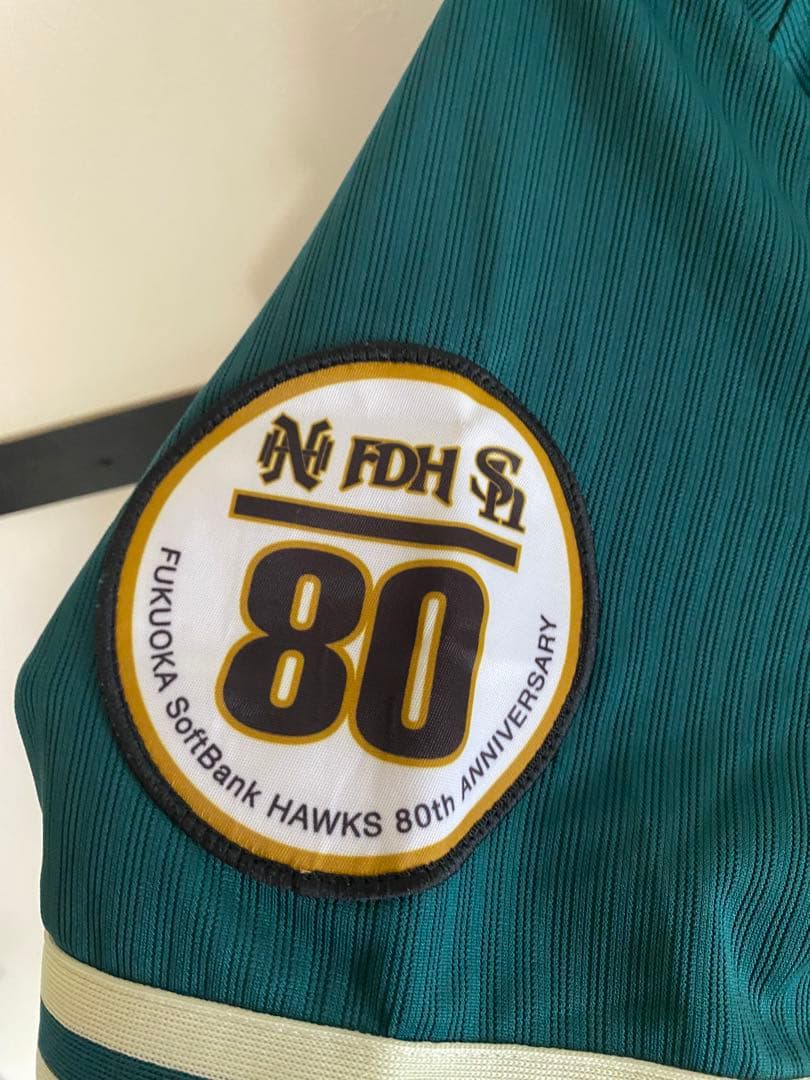 NH FDH Sh
80
FUKUOKA SoftBank HAWKS 80th ANNIVERSARY